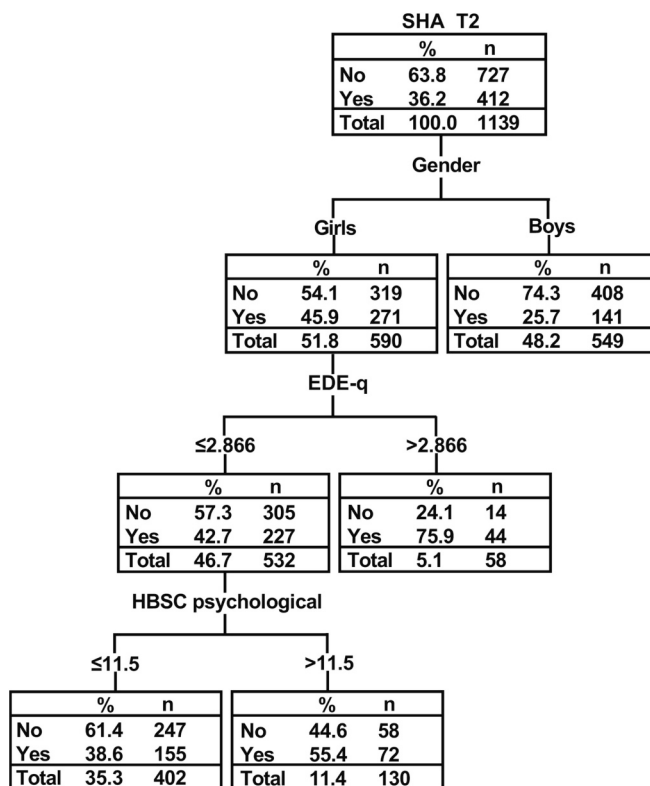 SHA T2
% n
No 63.8 727
Yes 36.2 412
Total 100.0 1139
Gender
Girls Boys
% n % n
No 54.1 319 No 74.3 408
Yes 45.9 271 Yes 25.7 141
Total 51.8 590 Total 48.2 549
EDE-q
≤2.866 >2.866
% n % n
No 57.3 305 No 24.1 14
Yes 42.7 227 Yes 75.9 44
Total 46.7 532 Total 5.1 58
HBSC psychological
≤11.5 >11.5
% n % n
No 61.4 247 No 44.6 58
Yes 38.6 155 Yes 55.4 72
Total 35.3 402 Total 11.4 130